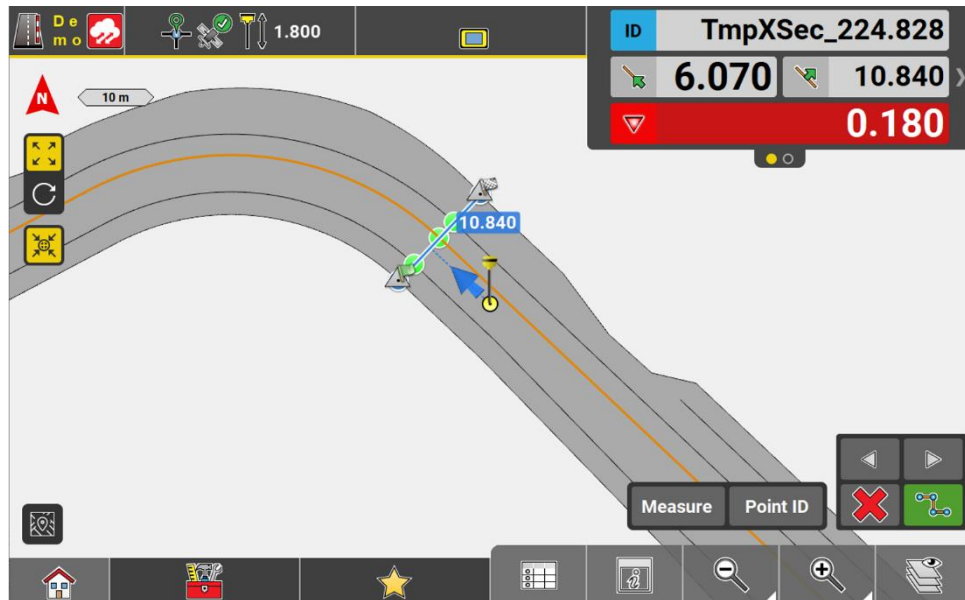 De
mo
1.800
ID TmpXSec_224.828
6.070 10.840
0.180
N
10 m
10.840
Measure Point ID